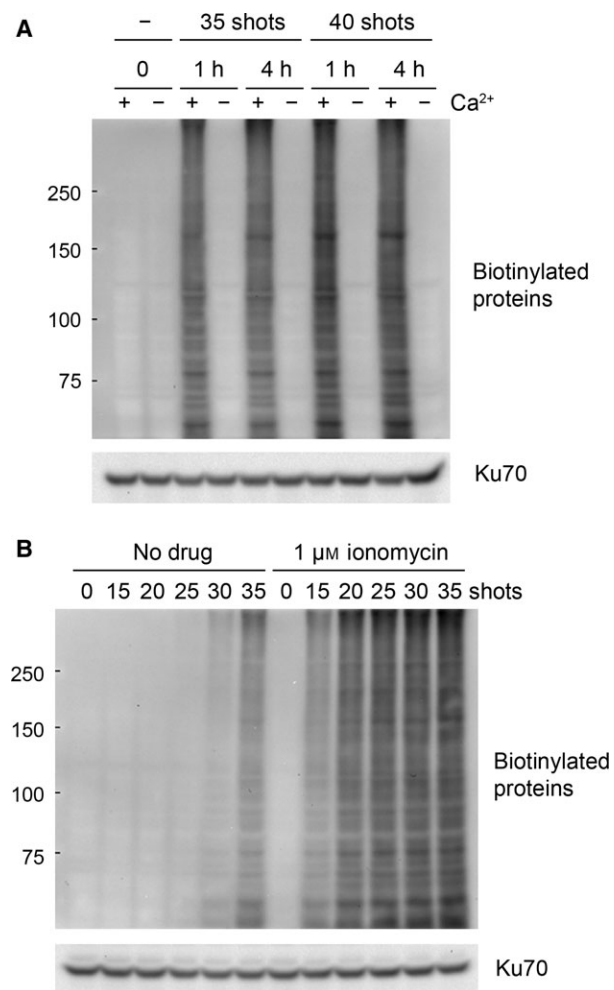 A
– 35 shots 40 shots
0 1 h 4 h 1 h 4 h
+ – + – + – + – + – Ca²⁺
250
150
100
75
Biotinylated
proteins
Ku70
B
No drug 1 μM ionomycin
0 15 20 25 30 35 0 15 20 25 30 35 shots
250
150
100
75
Biotinylated
proteins
Ku70